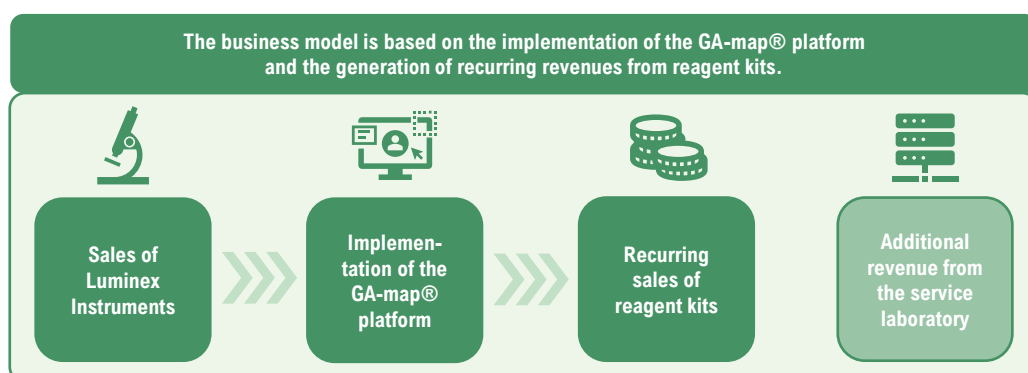 The business model is based on the implementation of the GA-map® platform
and the generation of recurring revenues from reagent kits.
Sales of
Luminex
Instruments
Implemen-
tation of the
GA-map®
platform
Recurring
sales of
reagent kits
Additional
revenue from
the service
laboratory